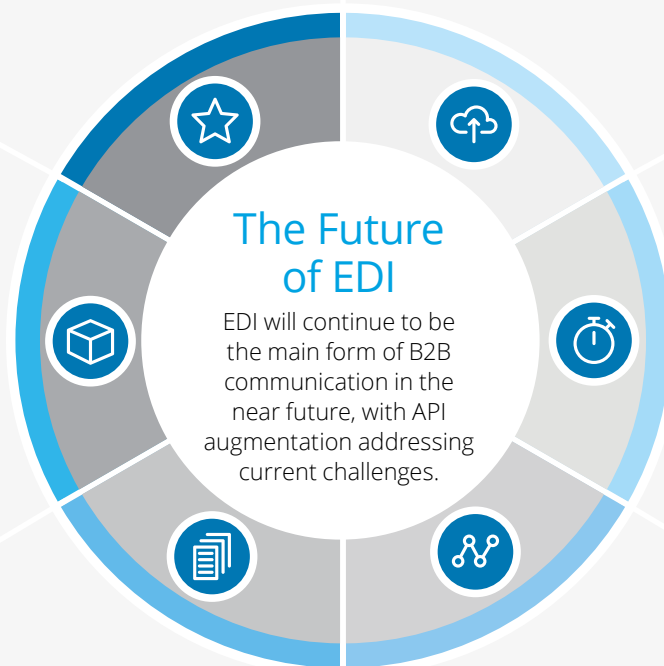 The Future
of EDI
EDI will continue to be
the main form of B2B
communication in the
near future, with API
augmentation addressing
current challenges.